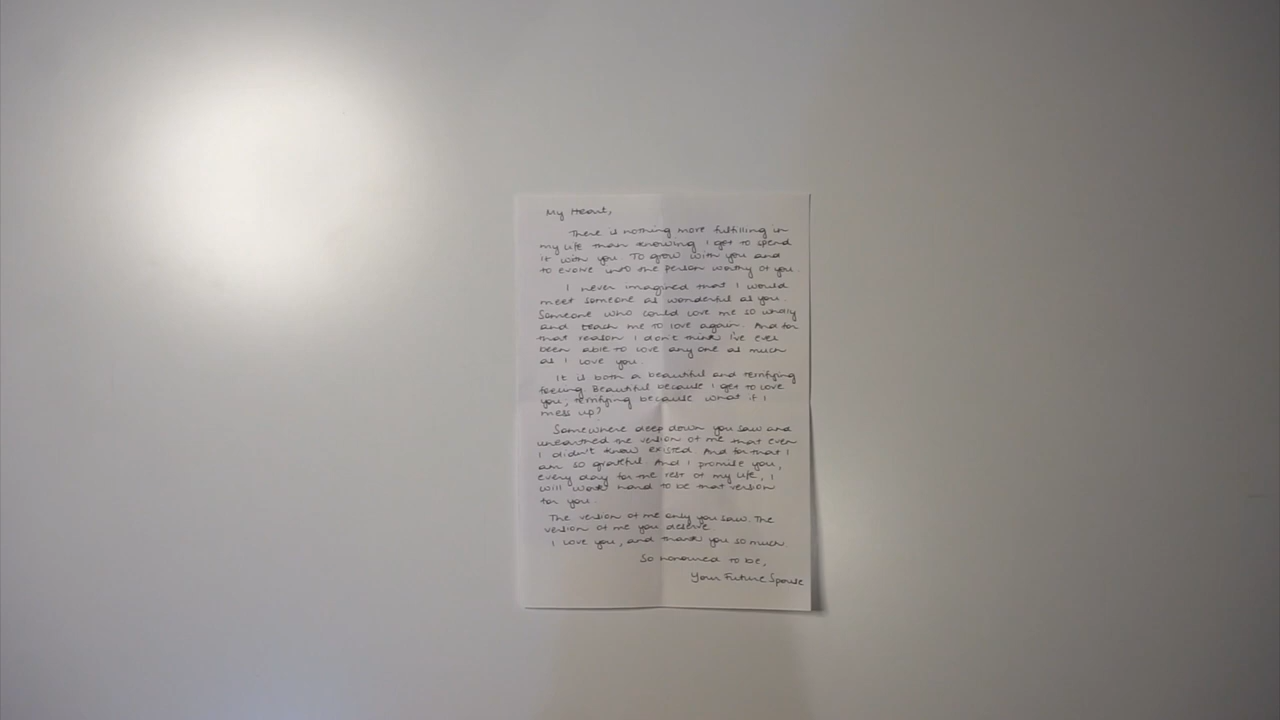 My Heart,
There is nothing more fulfilling in
my life than knowing I get to spend
it with you. To grow with you and
to evolve into the person worthy of you.
I never imagined that I would
meet someone as wonderful as you.
Someone who could love me so wholly
and teach me to love again. And for
that reason I don't think I've ever
been able to love anyone as much
as I love you.
It is both a beautiful and terrifying
feeling. Beautiful because I get to love
you, terrifying because what if I
mess up?
Somewhere deep down you saw and
unearthed the version of me that even
I didn't know existed. And for that I
am so grateful. And I promise you,
every day for the rest of my life, I
will work hard to be that version
for you.
The version of me only you saw. The
version of me you deserve.
I love you, and thank you so much.
So honoured to be,
Your Future Spouse